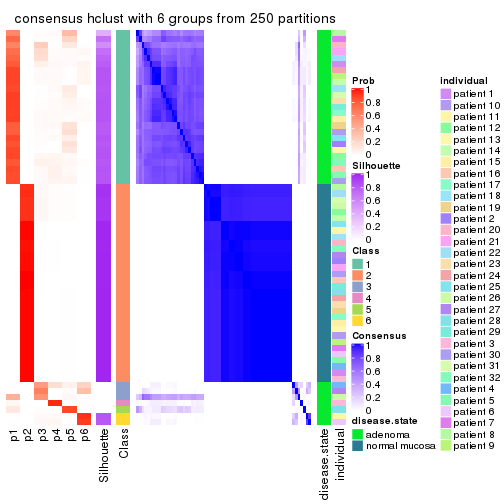 consensus hclust with 6 groups from 250 partitions
p1
p2
p3
p4
p5
p6
Silhouette
Class
disease.state
individual
Prob
1
0.8
0.6
0.4
0.2
0
Silhouette
1
0.8
0.6
0.4
0.2
0
Class
1
2
3
4
5
6
Consensus
1
0.8
0.6
0.4
0.2
0
disease.state
adenoma
normal mucosa
individual
patient 1
patient 10
patient 11
patient 12
patient 13
patient 14
patient 15
patient 16
patient 17
patient 18
patient 19
patient 2
patient 20
patient 21
patient 22
patient 23
patient 24
patient 25
patient 26
patient 27
patient 28
patient 29
patient 3
patient 30
patient 31
patient 32
patient 4
patient 5
patient 6
patient 7
patient 8
patient 9